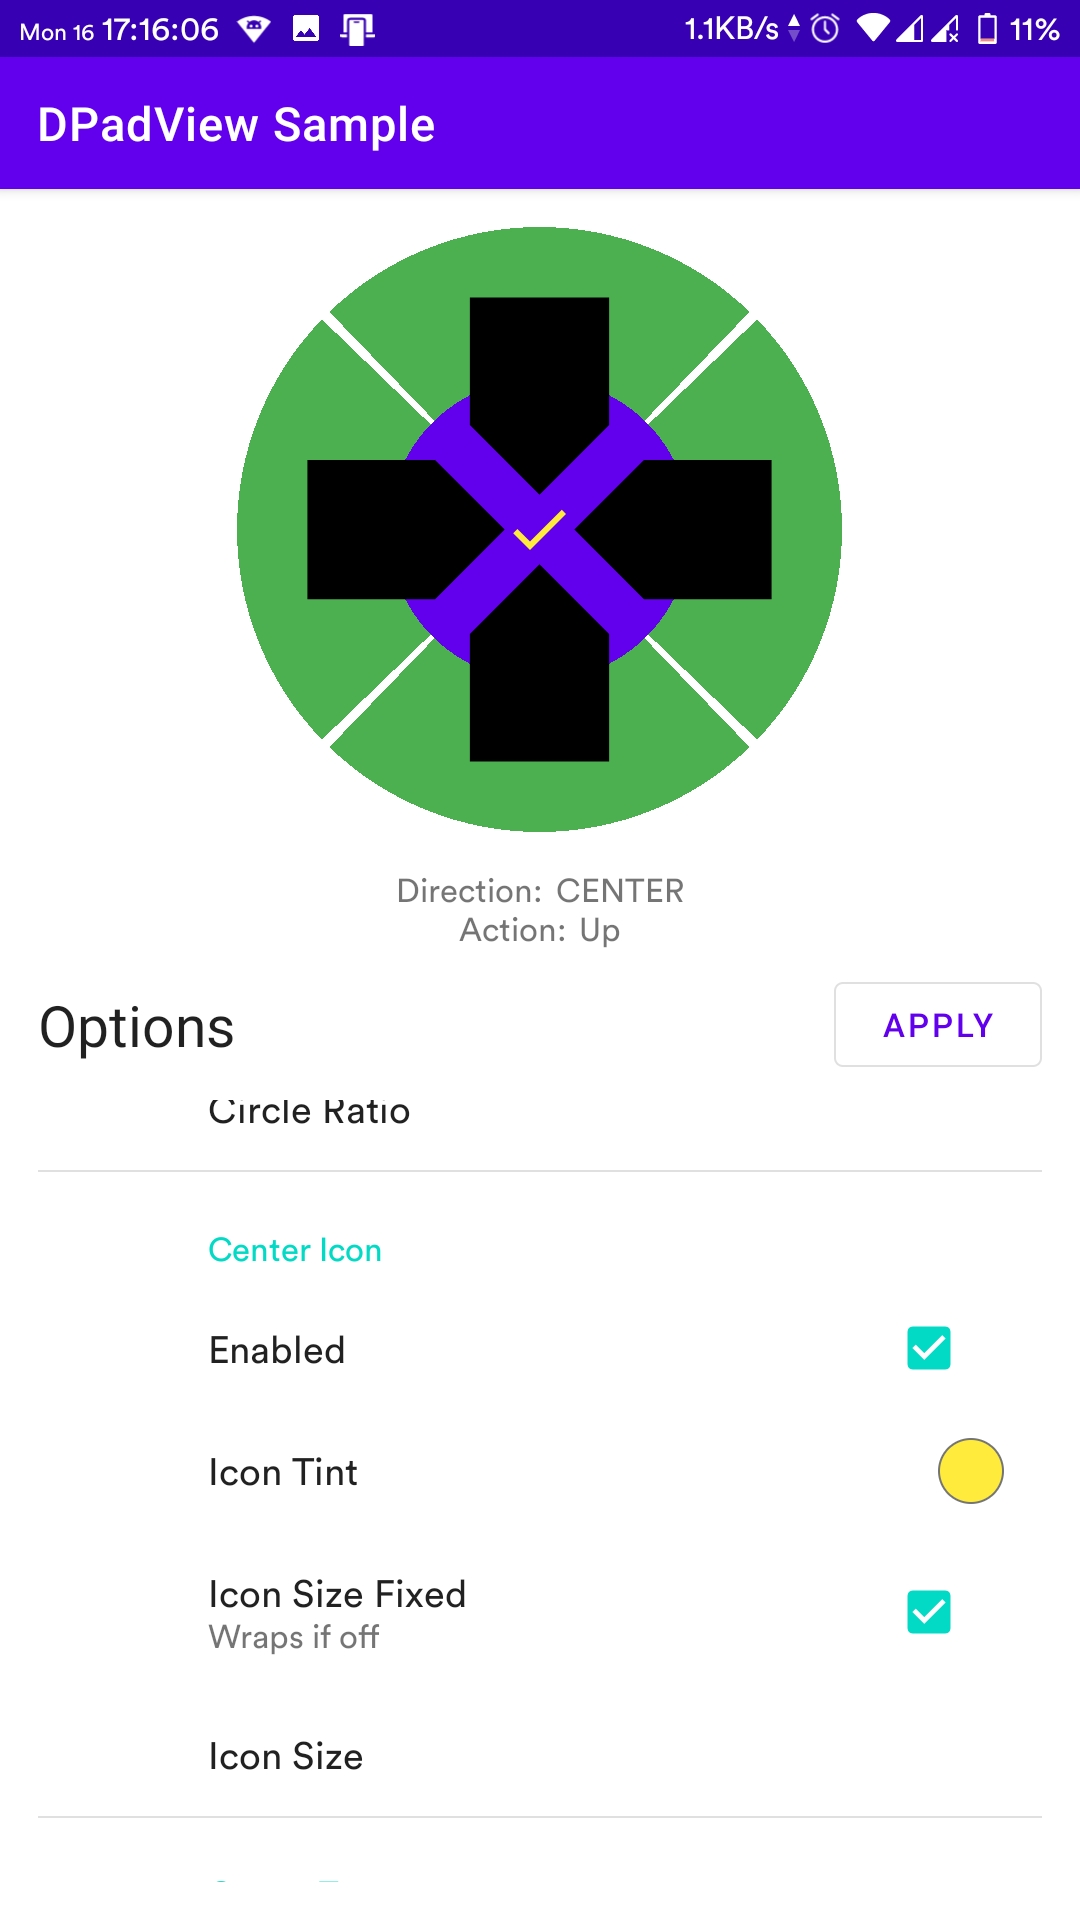 Mon 16 17:16:06 1.1KB/s 11%
DPadView Sample
Direction: CENTER
Action: Up
Options
APPLY
Circle Ratio
Center Icon
Enabled
Icon Tint
Icon Size Fixed
Wraps if off
Icon Size